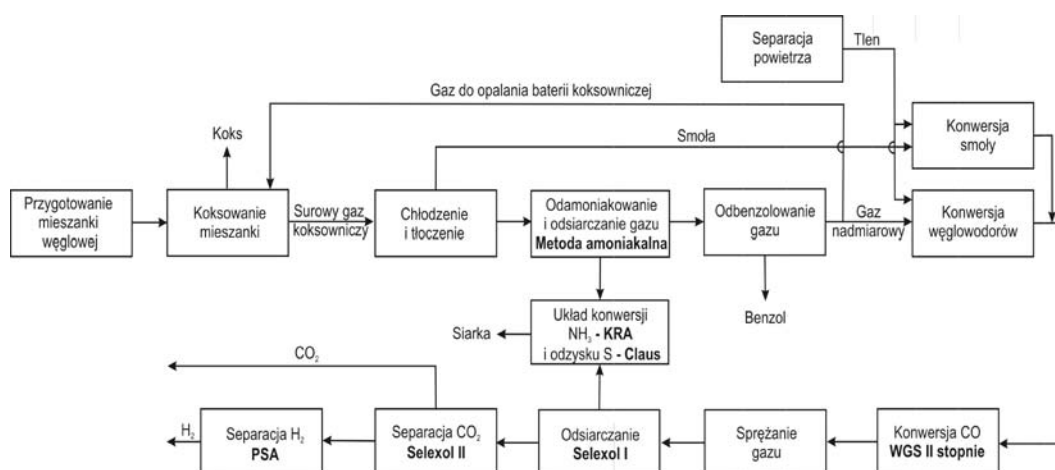 Separacja
powietrza
Tlen
Gaz do opalania baterii koksowniczej
Koks
Smoła
Konwersja
smoły
Przygotowanie
mieszanki
węglowej
Koksowanie
mieszanki
Surowy gaz
koksowniczy
Chłodzenie
i tłoczenie
Odamoniakowanie
i odsiarczanie gazu
Metoda amoniakalna
Odbenzolowanie
gazu
Gaz
nadmiarowy
Konwersja
węglowodorów
Siarka
Układ konwersji
NH₃ - KRA
i odzysku S - Claus
Benzol
CO₂
H₂
Separacja H₂
PSA
Separacja CO₂
Selexol II
Odsiarczanie
Selexol I
Sprężanie
gazu
Konwersja CO
WGS II stopnie